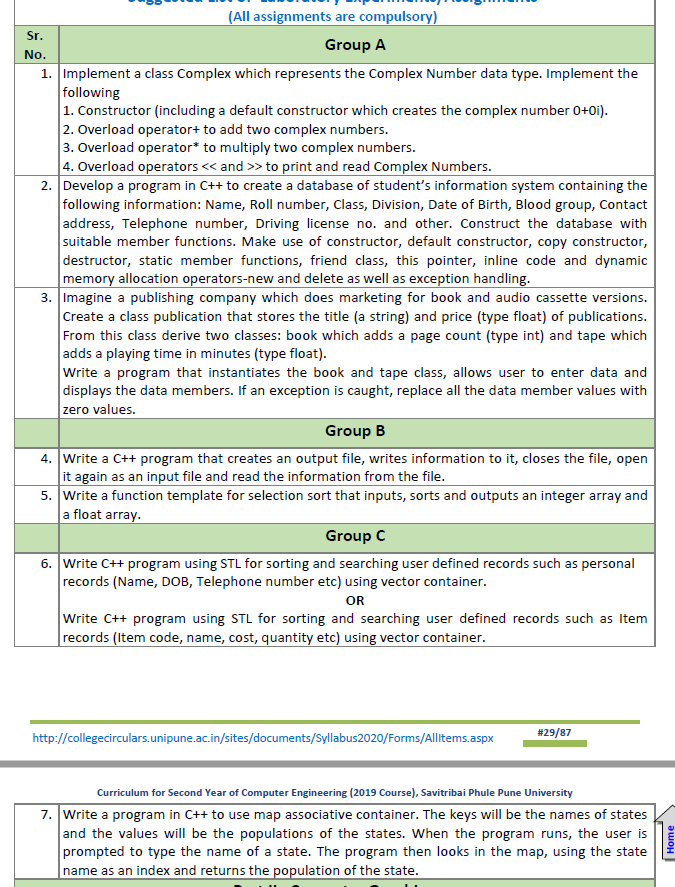 (All assignments are compulsory)
Sr.
No.
Group A
1. Implement a class Complex which represents the Complex Number data type. Implement the
following
1. Constructor (including a default constructor which creates the complex number 0+0i).
2. Overload operator+ to add two complex numbers.
3. Overload operator* to multiply two complex numbers.
4. Overload operators << and >> to print and read Complex Numbers.
2. Develop a program in C++ to create a database of student's information system containing the
following information: Name, Roll number, Class, Division, Date of Birth, Blood group, Contact
address, Telephone number, Driving license no. and other. Construct the database with
suitable member functions. Make use of constructor, default constructor, copy constructor,
destructor, static member functions, friend class, this pointer, inline code and dynamic
memory allocation operators-new and delete as well as exception handling.
3. Imagine a publishing company which does marketing for book and audio cassette versions.
Create a class publication that stores the title (a string) and price (type float) of publications.
From this class derive two classes: book which adds a page count (type int) and tape which
adds a playing time in minutes (type float).
Write a program that instantiates the book and tape class, allows user to enter data and
displays the data members. If an exception is caught, replace all the data member values with
zero values.
Group B
4. Write a C++ program that creates an output file, writes information to it, closes the file, open
it again as an input file and read the information from the file.
5. Write a function template for selection sort that inputs, sorts and outputs an integer array and
a float array.
Group C
6. Write C++ program using STL for sorting and searching user defined records such as personal
records (Name, DOB, Telephone number etc) using vector container.
OR
Write C++ program using STL for sorting and searching user defined records such as Item
records (Item code, name, cost, quantity etc) using vector container.
http://collegecirculars.unipune.ac.in/sites/documents/Syllabus2020/Forms/AllItems.aspx
#29/87
Curriculum for Second Year of Computer Engineering (2019 Course), Savitribai Phule Pune University
7. Write a program in C++ to use map associative container. The keys will be the names of states
and the values will be the populations of the states. When the program runs, the user is
prompted to type the name of a state. The program then looks in the map, using the state
name as an index and returns the population of the state.
Home